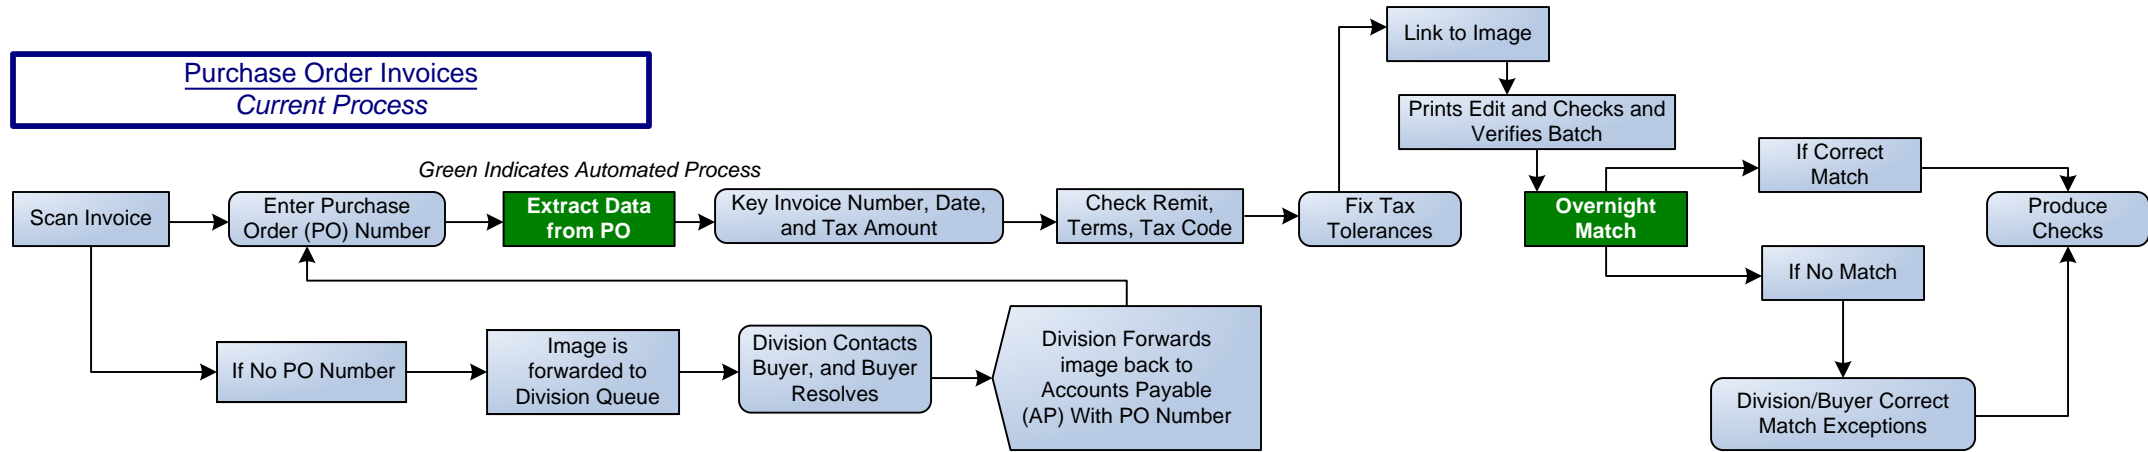 Purchase Order Invoices
Current Process
Green Indicates Automated Process
Scan Invoice
Enter Purchase
Order (PO) Number
Extract Data
from PO
Key Invoice Number, Date,
and Tax Amount
Check Remit,
Terms, Tax Code
Fix Tax
Tolerances
Link to Image
Prints Edit and Checks and
Verifies Batch
Overnight
Match
If Correct
Match
Produce
Checks
If No Match
Division/Buyer Correct
Match Exceptions
If No PO Number
Image is
forwarded to
Division Queue
Division Contacts
Buyer, and Buyer
Resolves
Division Forwards
image back to
Accounts Payable
(AP) With PO Number